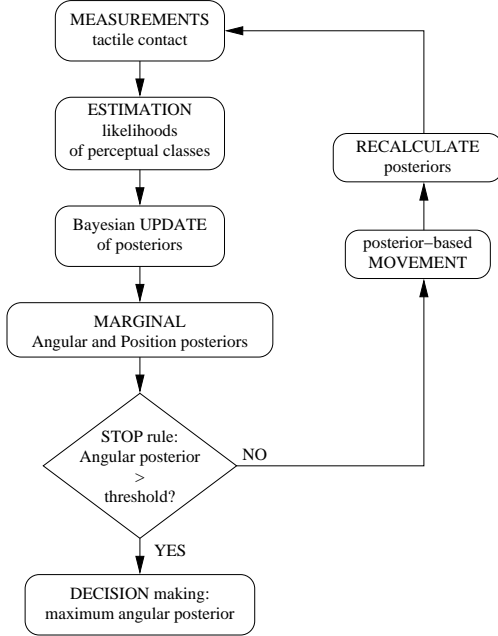 MEASUREMENTS
tactile contact
ESTIMATION
likelihoods
of perceptual classes
Bayesian UPDATE
of posteriors
MARGINAL
Angular and Position posteriors
STOP rule:
Angular posterior
>
threshold?
NO
YES
DECISION making:
maximum angular posterior
posterior−based
MOVEMENT
RECALCULATE
posteriors